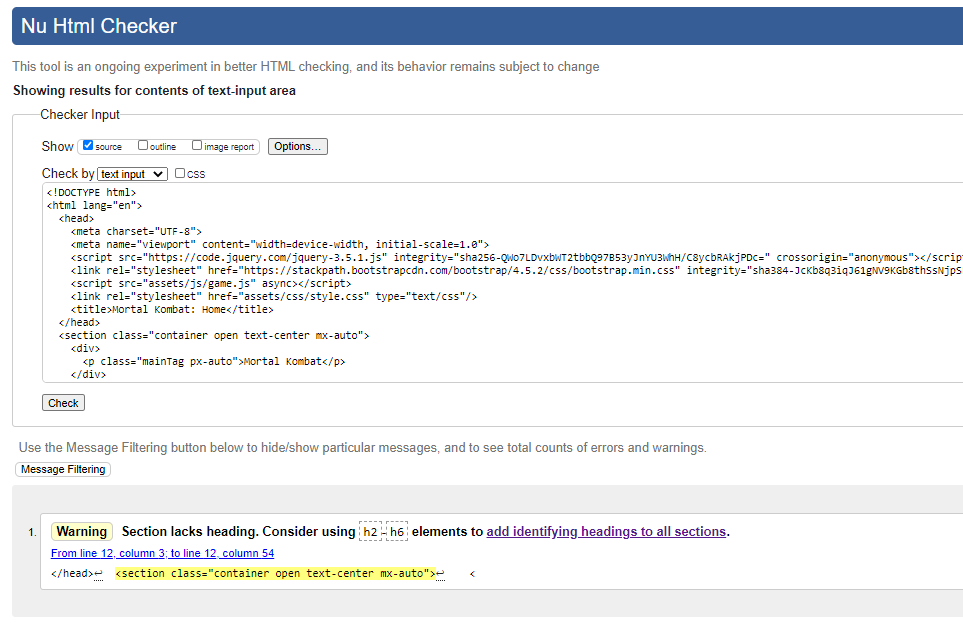 Nu Html Checker
This tool is an ongoing experiment in better HTML checking, and its behavior remains subject to change
Showing results for contents of text-input area
Checker Input
Show source outline image report Options...
Check by text input css
<!DOCTYPE html>
<html lang="en">
<head>
<meta charset="UTF-8">
<meta name="viewport" content="width=device-width, initial-scale=1.0">
<script src="https://code.jquery.com/jquery-3.5.1.js" integrity="sha256-QWo7LDvxbWT2tbbQ97B53yJnYU3WhH/C8ycbRAkjPDc=" crossorigin="anonymous"></scrip
<link rel="stylesheet" href="https://stackpath.bootstrapcdn.com/bootstrap/4.5.2/css/bootstrap.min.css" integrity="sha384-JcKb8q3iqJ61gNV9KGb8thSsNjpS
<script src="assets/js/game.js" async></script>
<link rel="stylesheet" href="assets/css/style.css" type="text/css"/>
<title>Mortal Kombat: Home</title>
</head>
<section class="container open text-center mx-auto">
<div>
<p class="mainTag px-auto">Mortal Kombat</p>
</div>
Check
Use the Message Filtering button below to hide/show particular messages, and to see total counts of errors and warnings.
Message Filtering
1. Warning Section lacks heading. Consider using h2-h6 elements to add identifying headings to all sections.
From line 12, column 3; to line 12, column 54
</head>↩ <section class="container open text-center mx-auto">↩ <